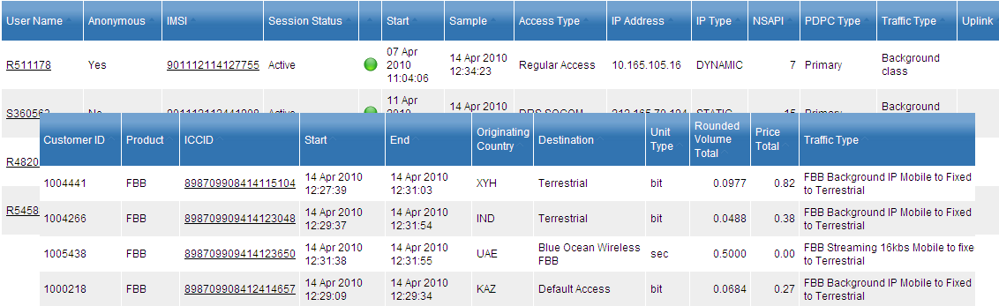 User Name Anonymous IMSI Session Status Start Sample Access Type IP Address IP Type NSAPI PDPC Type Traffic Type Uplink
07 Apr
R511178 Yes 901112114127755 Active 2010 14 Apr 2010 Regular Access 10.165.105.16 DYNAMIC 7 Primary Background
11:04:06 12:34:23 class
11 Apr 14 Apr 2010 Background
R4820
R5458
Customer ID Product ICCID Start End Originating Country Destination Unit Type Rounded Volume Total Price Total Traffic Type
1004441 FBB 898709908414115104 14 Apr 2010 12:27:39 14 Apr 2010 12:31:03 XYH Terrestrial bit 0.0977 0.82 FBB Background IP Mobile to Fixed to Terrestrial
1004266 FBB 898709909414123048 14 Apr 2010 12:29:37 14 Apr 2010 12:31:54 IND Terrestrial bit 0.0488 0.38 FBB Background IP Mobile to Fixed to Terrestrial
1005438 FBB 898709909414123650 14 Apr 2010 12:31:38 14 Apr 2010 12:31:55 UAE Blue Ocean Wireless FBB sec 0.5000 0.00 FBB Streaming 16kbs Mobile to fixe to Terrestrial
1000218 FBB 898709908412414657 14 Apr 2010 12:29:09 14 Apr 2010 12:29:34 KAZ Default Access bit 0.0684 0.27 FBB Background IP Mobile to Fixed to Terrestrial